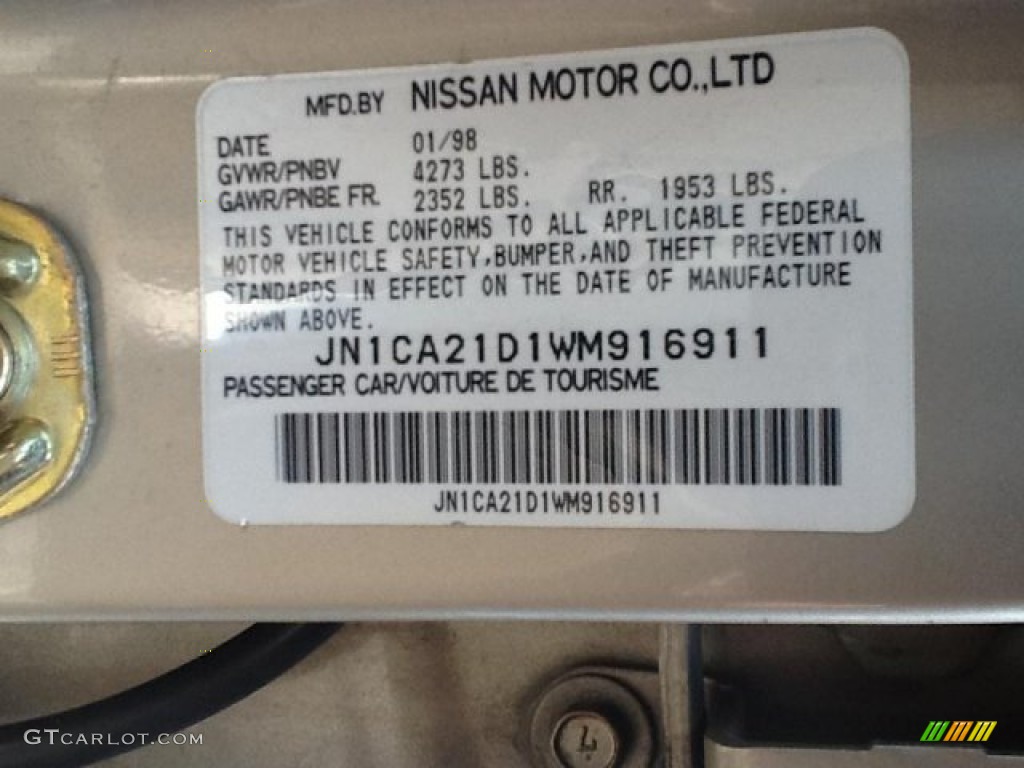 MFD.BY NISSAN MOTOR CO.,LTD
DATE 01/98
GVWR/PNBV 4273 LBS.
GAWR/PNBE FR. 2352 LBS. RR. 1953 LBS.
THIS VEHICLE CONFORMS TO ALL APPLICABLE FEDERAL
MOTOR VEHICLE SAFETY,BUMPER,AND THEFT PREVENTION
STANDARDS IN EFFECT ON THE DATE OF MANUFACTURE
SHOWN ABOVE.
JN1CA21D1WM916911
PASSENGER CAR/VOITURE DE TOURISME
JN1CA21D1WM916911
7
GTCARLOT.COM